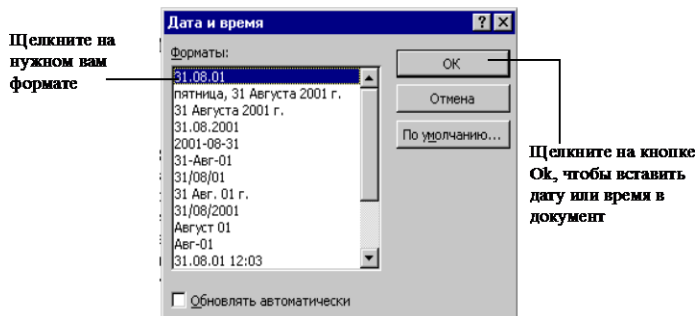 Дата и время
Щелкните на
нужном вам
формате
Форматы:
31.08.01
пятница, 31 Августа 2001 г.
31 Августа 2001 г.
31.08.2001
2001-08-31
31-Авг-01
31/08/01
31 Авг. 01 г.
31/08/2001
Август 01
Авг-01
31.08.01 12:03
Обновлять автоматически
OK
Отмена
По умолчанию...
Щелкните на кнопке
Ok, чтобы вставить
дату или время в
документ